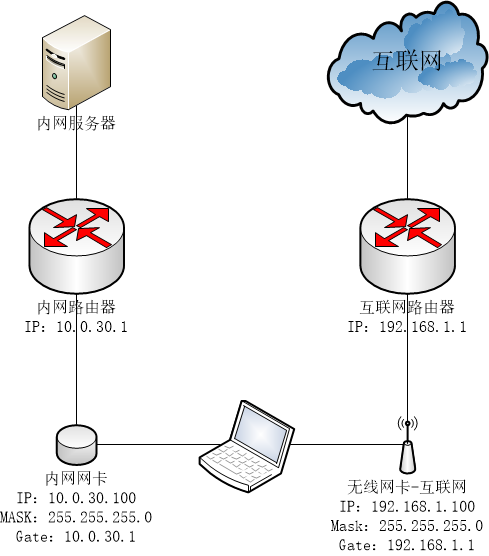 互联网
内网服务器
内网路由器
IP: 10.0.30.1
互联网路由器
IP: 192.168.1.1
内网网卡
IP: 10.0.30.100
MASK: 255.255.255.0
Gate: 10.0.30.1
无线网卡-互联网
IP: 192.168.1.100
Mask: 255.255.255.0
Gate: 192.168.1.1